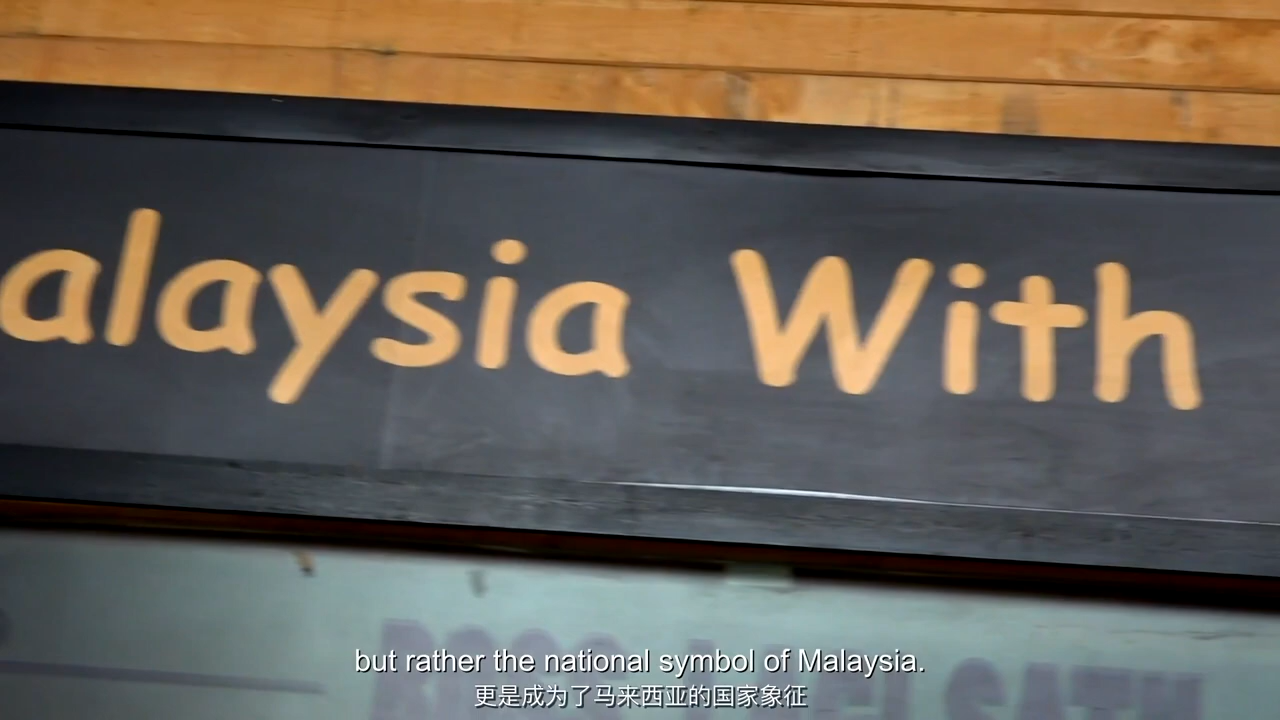 alaysia With
but rather the national symbol of Malaysia.
更是成为了马来西亚的国家象征